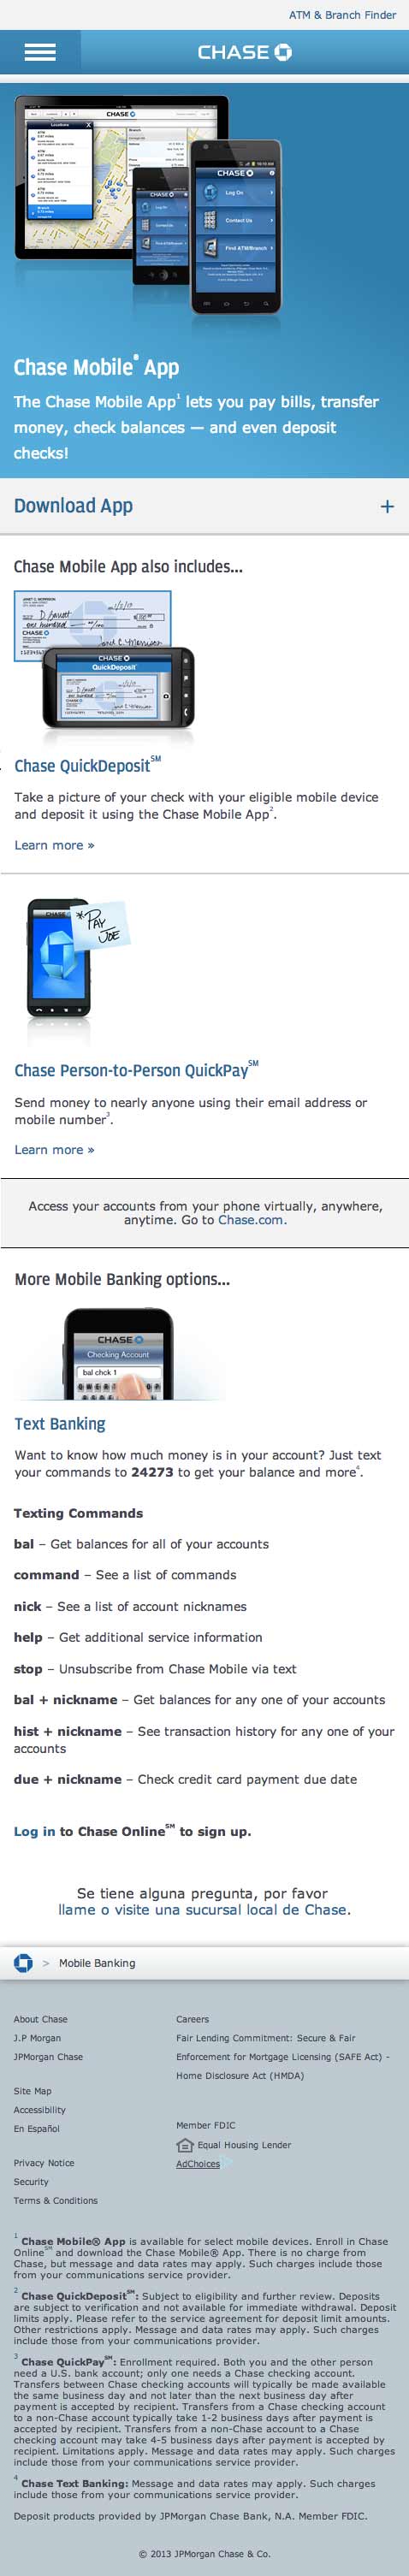 ATM & Branch Finder
CHASE
CHASE
Locations
CHASE
CHASE
Log On
Contact Us
Find ATM/Branch
Chase Mobile® App
The Chase Mobile App¹ lets you pay bills, transfer
money, check balances — and even deposit
checks!
Download App +
Chase Mobile App also includes...
CHASE
CHASE
QuickDeposit
Chase QuickDeposit℠
Take a picture of your check with your eligible mobile device
and deposit it using the Chase Mobile App².
Learn more »
CHASE
*PAY
JOE
Chase Person-to-Person QuickPay℠
Send money to nearly anyone using their email address or
mobile number³.
Learn more »
Access your accounts from your phone virtually, anywhere,
anytime. Go to Chase.com.
More Mobile Banking options...
CHASE
Checking Account
bal chck 1
Text Banking
Want to know how much money is in your account? Just text
your commands to 24273 to get your balance and more⁴.
Texting Commands
bal – Get balances for all of your accounts
command – See a list of commands
nick – See a list of account nicknames
help – Get additional service information
stop – Unsubscribe from Chase Mobile via text
bal + nickname – Get balances for any one of your accounts
hist + nickname – See transaction history for any one of your
accounts
due + nickname – Check credit card payment due date
Log in to Chase Online℠ to sign up.
Se tiene alguna pregunta, por favor
llame o visite una sucursal local de Chase.
> Mobile Banking
About Chase
J.P Morgan
JPMorgan Chase
Site Map
Accessibility
En Español
Privacy Notice
Security
Terms & Conditions
Careers
Fair Lending Commitment: Secure & Fair
Enforcement for Mortgage Licensing (SAFE Act) -
Home Disclosure Act (HMDA)
Member FDIC
Equal Housing Lender
AdChoices
¹ Chase Mobile® App is available for select mobile devices. Enroll in Chase
Online℠ and download the Chase Mobile® App. There is no charge from
Chase, but message and data rates may apply. Such charges include those
from your communications service provider.
² Chase QuickDeposit℠: Subject to eligibility and further review. Deposits
are subject to verification and not available for immediate withdrawal. Deposit
limits apply. Please refer to the service agreement for deposit limit amounts.
Other restrictions apply. Message and data rates may apply. Such charges
include those from your communications service provider.
³ Chase QuickPay℠: Enrollment required. Both you and the other person
need a U.S. bank account; only one needs a Chase checking account.
Transfers between Chase checking accounts will typically be made available
the same business day and not later than the next business day after
payment is accepted by recipient. Transfers from a Chase checking account
to a non-Chase account typically take 1-2 business days after payment is
accepted by recipient. Transfers from a non-Chase account to a Chase
checking account may take 4-5 business days after payment is accepted by
recipient. Limitations apply. Message and data rates may apply. Such charges
include those from your communications service provider.
⁴ Chase Text Banking: Message and data rates may apply. Such charges
include those from your communications service provider.
Deposit products provided by JPMorgan Chase Bank, N.A. Member FDIC.
© 2013 JPMorgan Chase & Co.